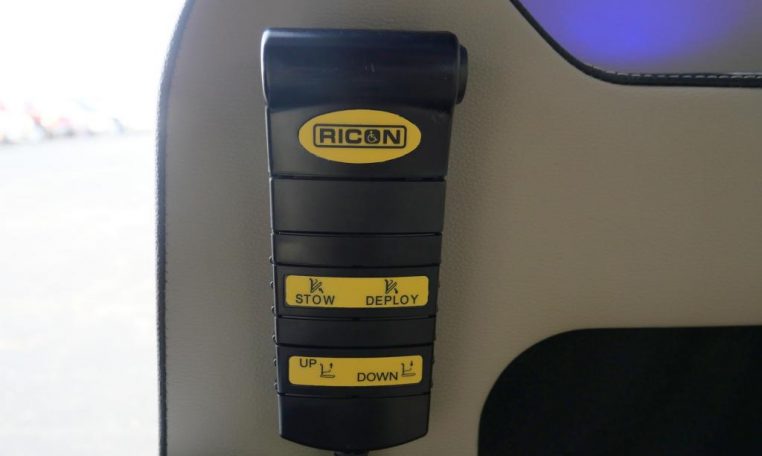 RICON
STOW DEPLOY
UP DOWN